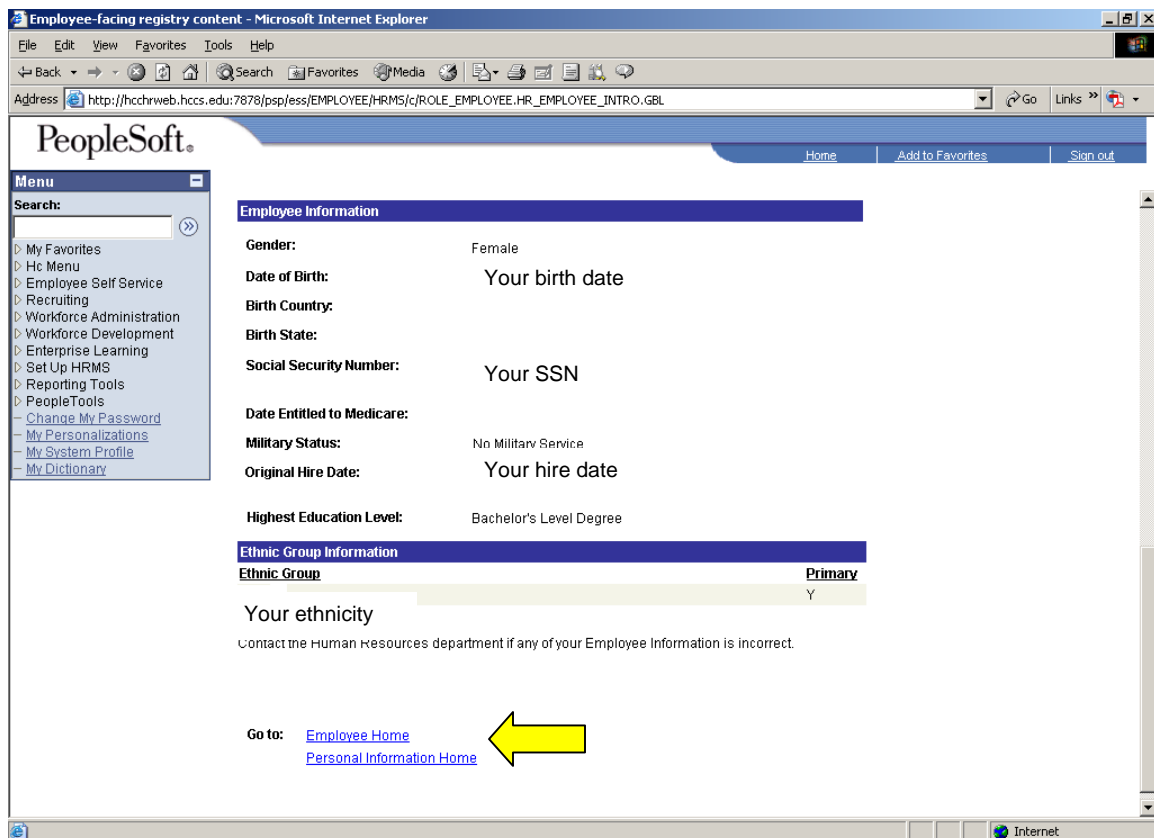 Employee-facing registry content - Microsoft Internet Explorer
File Edit View Favorites Tools Help
Back Search Favorites Media
Address http://hcchrweb.hccs.edu:7878/psp/ess/EMPLOYEE/HRMS/c/ROLE_EMPLOYEE.HR_EMPLOYEE_INTRO.GBL Go Links »
PeopleSoft®
Home Add to Favorites Sign out
Menu
Search:
My Favorites
Hc Menu
Employee Self Service
Recruiting
Workforce Administration
Workforce Development
Enterprise Learning
Set Up HRMS
Reporting Tools
PeopleTools
Change My Password
My Personalizations
My System Profile
My Dictionary
Employee Information
Gender: Female
Date of Birth: Your birth date
Birth Country:
Birth State:
Social Security Number: Your SSN
Date Entitled to Medicare:
Military Status: No Military Service
Original Hire Date: Your hire date
Highest Education Level: Bachelor's Level Degree
Ethnic Group Information
Ethnic Group Primary
Y
Your ethnicity
Contact the Human Resources department if any of your Employee Information is incorrect.
Go to: Employee Home
Personal Information Home
Internet